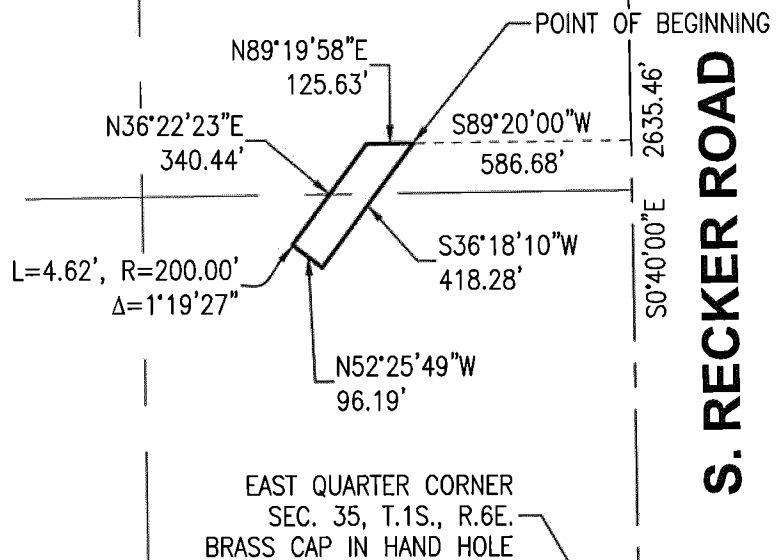 POINT OF BEGINNING
N89°19'58"E
125.63'
N36°22'23"E
340.44'
S89°20'00"W
586.68'
2635.46'
S0°40'00"E
S. RECKER ROAD
L=4.62', R=200.00'
Δ=1°19'27"
S36°18'10"W
418.28'
N52°25'49"W
96.19'
EAST QUARTER CORNER
SEC. 35, T.1S., R.6E.
BRASS CAP IN HAND HOLE